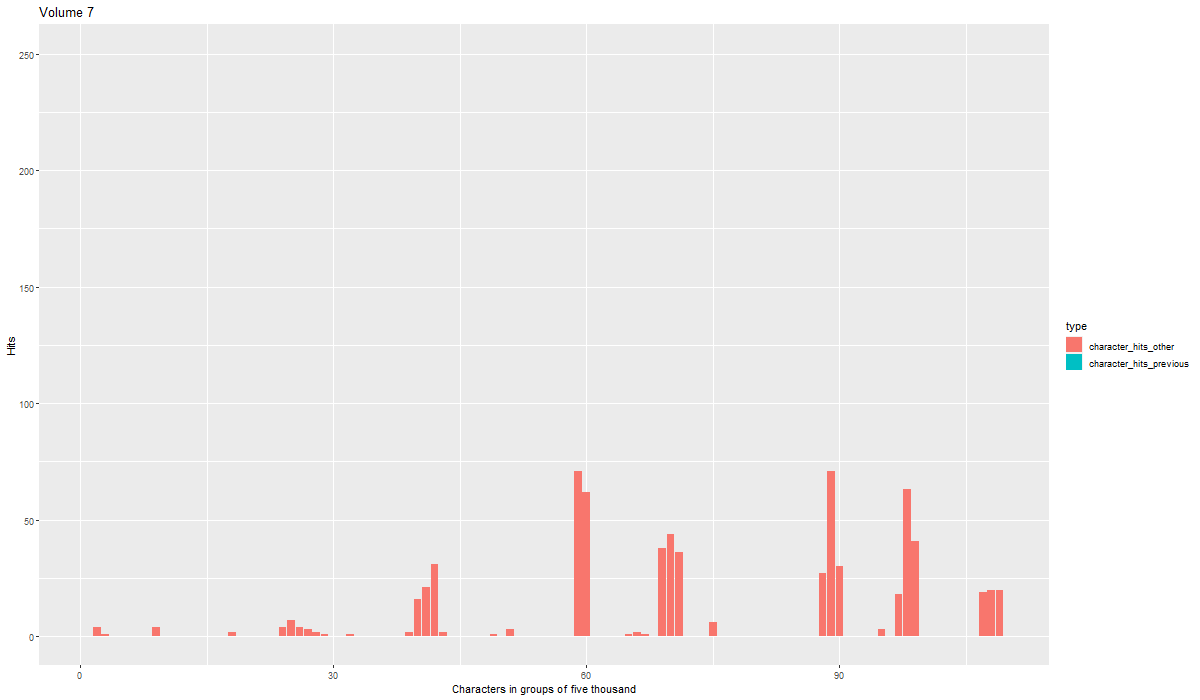 Volume 7
250
200
150
100
50
0
Hits
0 30 60 90
Characters in groups of five thousand
type
character_hits_other
character_hits_previous